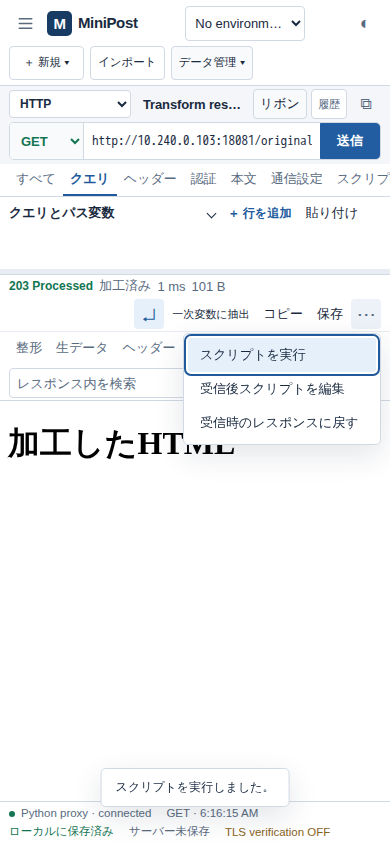 M MiniPost No environm…
＋ 新規 ▾ インポート データ管理 ▾
HTTP Transform res… リボン 履歴
GET http://10.240.0.103:18081/original 送信
すべて クエリ ヘッダー 認証 本文 通信設定 スクリプ
クエリとパス変数 + 行を追加 貼り付け
203 Processed 加工済み 1 ms 101 B
一次変数に抽出 コピー 保存 ···
整形 生データ ヘッダー
スクリプトを実行
レスポンス内を検索
受信後スクリプトを編集
受信時のレスポンスに戻す
加工したHTML
スクリプトを実行しました。
Python proxy · connected GET · 6:16:15 AM
ローカルに保存済み サーバー未保存 TLS verification OFF